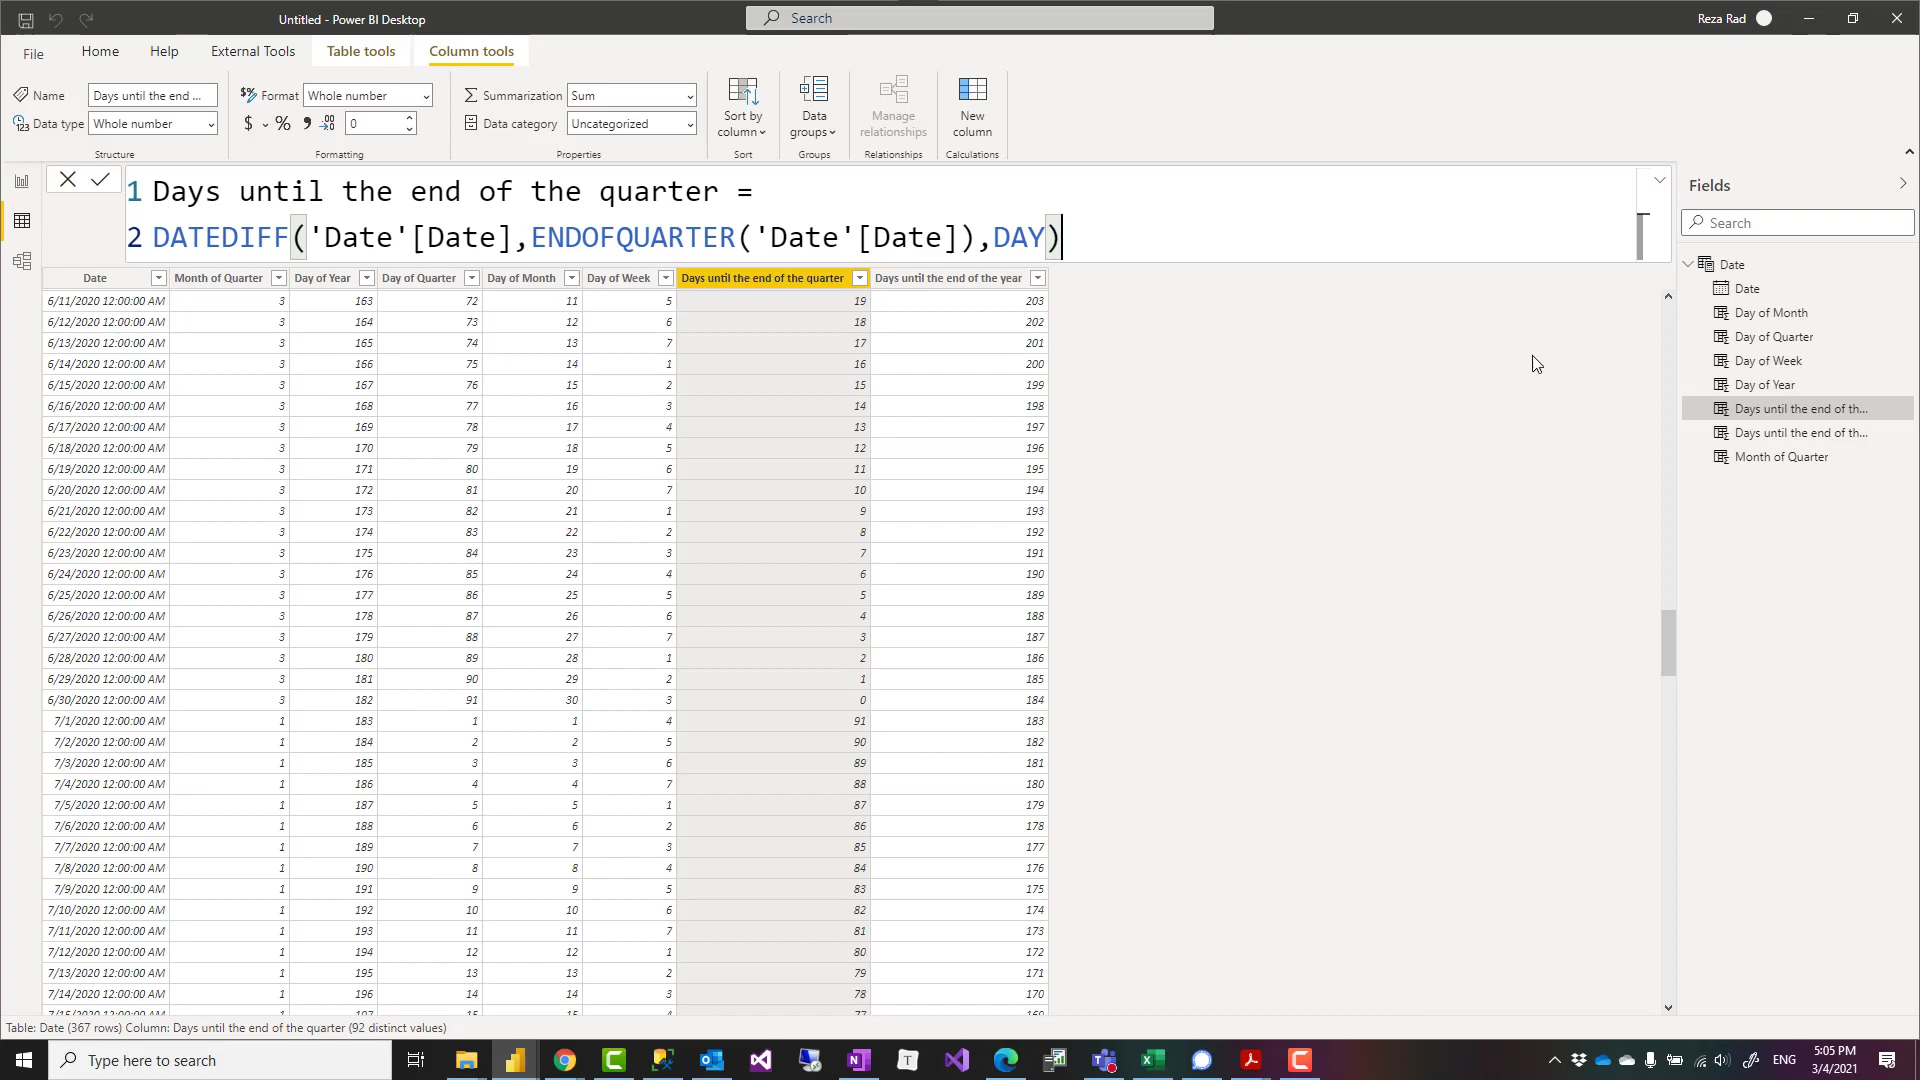 Untitled - Power BI Desktop
Search
Reza Rad
File
Home
Help
External Tools
Table tools
Column tools
Name
Days until the end ...
Format
Whole number
Summarization
Sum
Sort by column
Data groups
Manage relationships
New column
Data type
Whole number
$ % 9 .00 0
Data category
Uncategorized
Structure
Formatting
Properties
Sort
Groups
Relationships
Calculations
1 Days until the end of the quarter =
2 DATEDIFF('Date'[Date],ENDOFQUARTER('Date'[Date]),DAY)
Date Month of Quarter Day of Year Day of Quarter Day of Month Day of Week Days until the end of the quarter Days until the end of the year
6/11/2020 12:00:00 AM 3 163 72 11 5 19 203
6/12/2020 12:00:00 AM 3 164 73 12 6 18 202
6/13/2020 12:00:00 AM 3 165 74 13 7 17 201
6/14/2020 12:00:00 AM 3 166 75 14 1 16 200
6/15/2020 12:00:00 AM 3 167 76 15 2 15 199
6/16/2020 12:00:00 AM 3 168 77 16 3 14 198
6/17/2020 12:00:00 AM 3 169 78 17 4 13 197
6/18/2020 12:00:00 AM 3 170 79 18 5 12 196
6/19/2020 12:00:00 AM 3 171 80 19 6 11 195
6/20/2020 12:00:00 AM 3 172 81 20 7 10 194
6/21/2020 12:00:00 AM 3 173 82 21 1 9 193
6/22/2020 12:00:00 AM 3 174 83 22 2 8 192
6/23/2020 12:00:00 AM 3 175 84 23 3 7 191
6/24/2020 12:00:00 AM 3 176 85 24 4 6 190
6/25/2020 12:00:00 AM 3 177 86 25 5 5 189
6/26/2020 12:00:00 AM 3 178 87 26 6 4 188
6/27/2020 12:00:00 AM 3 179 88 27 7 3 187
6/28/2020 12:00:00 AM 3 180 89 28 1 2 186
6/29/2020 12:00:00 AM 3 181 90 29 2 1 185
6/30/2020 12:00:00 AM 3 182 91 30 3 0 184
7/1/2020 12:00:00 AM 1 183 1 1 4 91 183
7/2/2020 12:00:00 AM 1 184 2 2 5 90 182
7/3/2020 12:00:00 AM 1 185 3 3 6 89 181
7/4/2020 12:00:00 AM 1 186 4 4 7 88 180
7/5/2020 12:00:00 AM 1 187 5 5 1 87 179
7/6/2020 12:00:00 AM 1 188 6 6 2 86 178
7/7/2020 12:00:00 AM 1 189 7 7 3 85 177
7/8/2020 12:00:00 AM 1 190 8 8 4 84 176
7/9/2020 12:00:00 AM 1 191 9 9 5 83 175
7/10/2020 12:00:00 AM 1 192 10 10 6 82 174
7/11/2020 12:00:00 AM 1 193 11 11 7 81 173
7/12/2020 12:00:00 AM 1 194 12 12 1 80 172
7/13/2020 12:00:00 AM 1 195 13 13 2 79 171
7/14/2020 12:00:00 AM 1 196 14 14 3 78 170
7/15/2020 12:00:00 AM 1 197 15 15 4 77 169
Fields
Search
Date
Date
Day of Month
Day of Quarter
Day of Week
Day of Year
Days until the end of th...
Days until the end of th...
Month of Quarter
Table: Date (367 rows) Column: Days until the end of the quarter (92 distinct values)
Type here to search
ENG
5:05 PM
3/4/2021